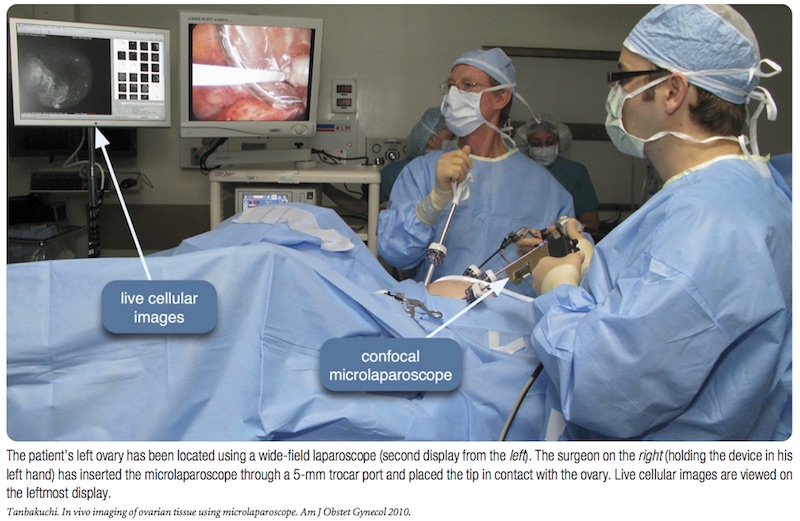 live cellular
images
confocal
microlaparoscope
The patient's left ovary has been located using a wide-field laparoscope (second display from the left). The surgeon on the right (holding the device in his
left hand) has inserted the microlaparoscope through a 5-mm trocar port and placed the tip in contact with the ovary. Live cellular images are viewed on
the leftmost display.
Tanbakuchi. In vivo imaging of ovarian tissue using microlaparoscope. Am J Obstet Gynecol 2010.